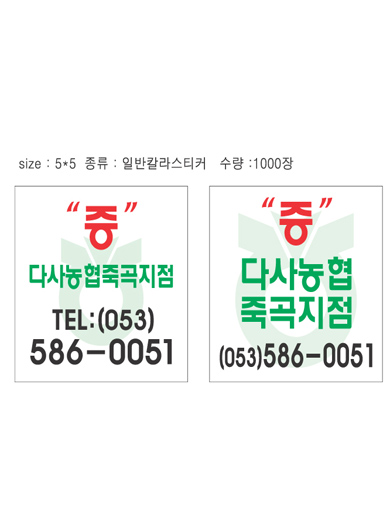 size : 5*5 종류 : 일반칼라스티커 수량 :1000장
“증”
다사농협죽곡지점
TEL:(053)
586-0051
“증”
다사농협
죽곡지점
(053)586-0051